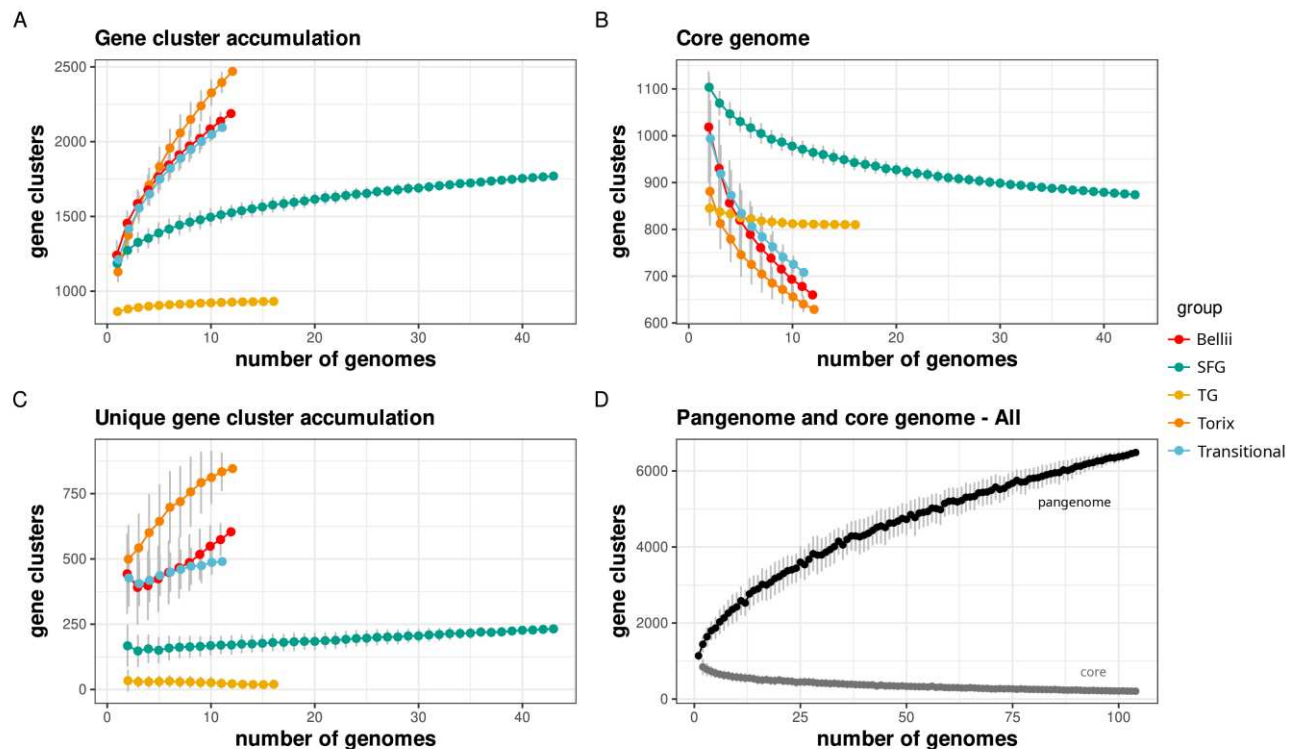 A
Gene cluster accumulation
gene clusters
2500
2000
1500
1000
0
10
20
30
40
number of genomes
B
Core genome
gene clusters
1100
1000
900
800
700
600
0
10
20
30
40
number of genomes
group
Bellii
SFG
TG
Torix
Transitional
C
Unique gene cluster accumulation
gene clusters
750
500
250
0
0
10
20
30
40
number of genomes
D
Pangenome and core genome - All
gene clusters
6000
4000
2000
0
pangenome
core
0
25
50
75
100
number of genomes